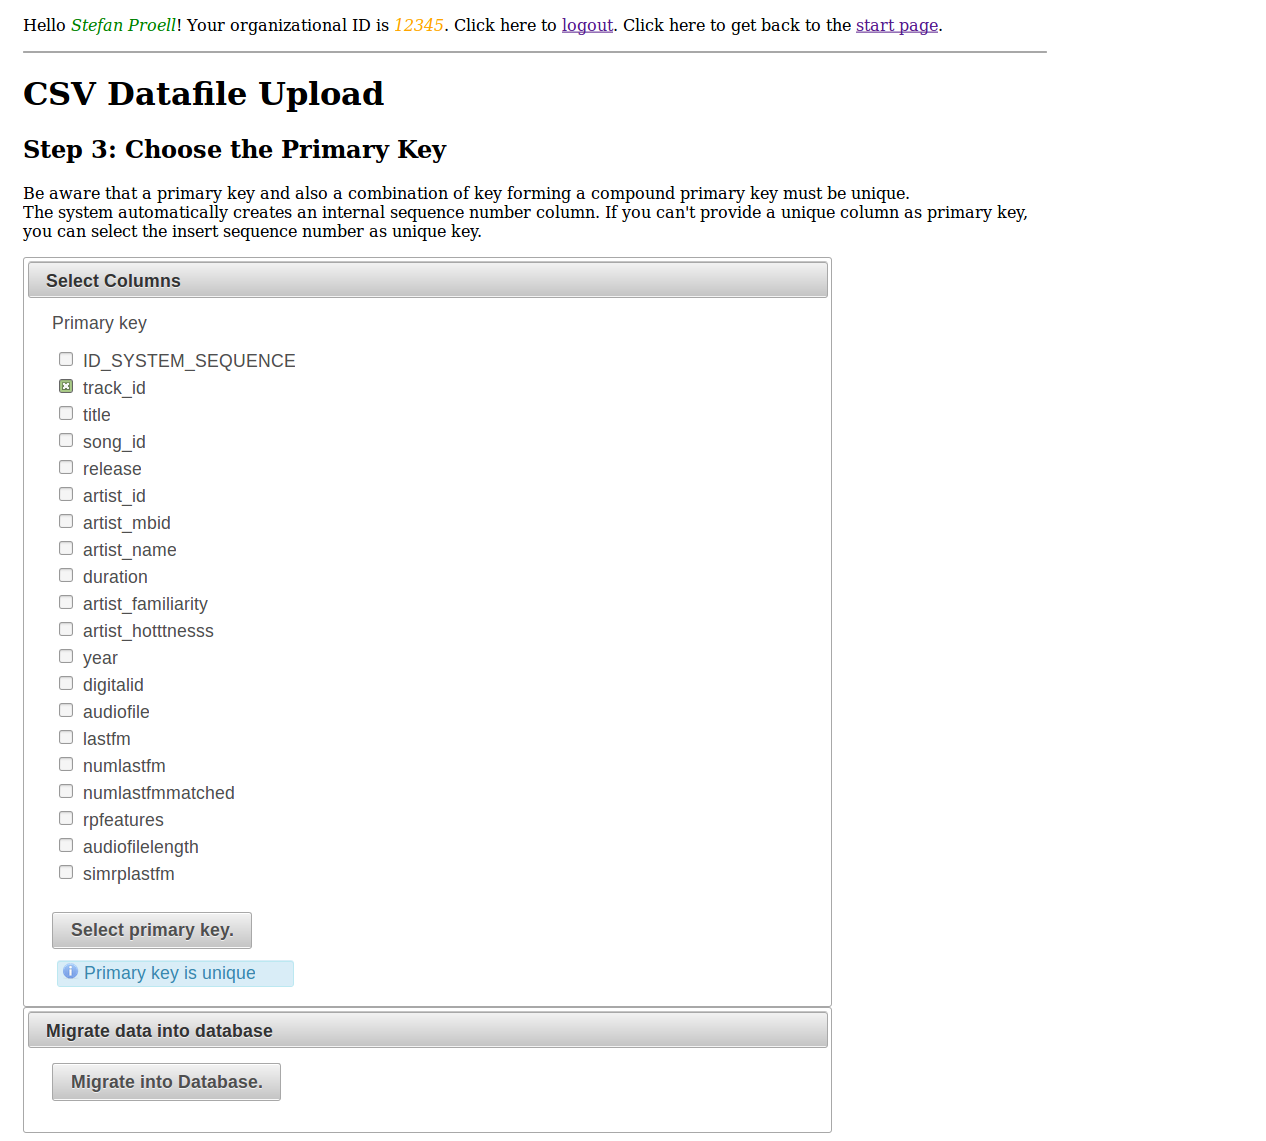 Hello Stefan Proell! Your organizational ID is 12345. Click here to logout. Click here to get back to the start page.
CSV Datafile Upload
Step 3: Choose the Primary Key
Be aware that a primary key and also a combination of key forming a compound primary key must be unique.
The system automatically creates an internal sequence number column. If you can't provide a unique column as primary key,
you can select the insert sequence number as unique key.
Select Columns
Primary key
ID_SYSTEM_SEQUENCE
track_id
title
song_id
release
artist_id
artist_mbid
artist_name
duration
artist_familiarity
artist_hotttnesss
year
digitalid
audiofile
lastfm
numlastfm
numlastfmmatched
rpfeatures
audiofilelength
simrplastfm
Select primary key.
Primary key is unique
Migrate data into database
Migrate into Database.